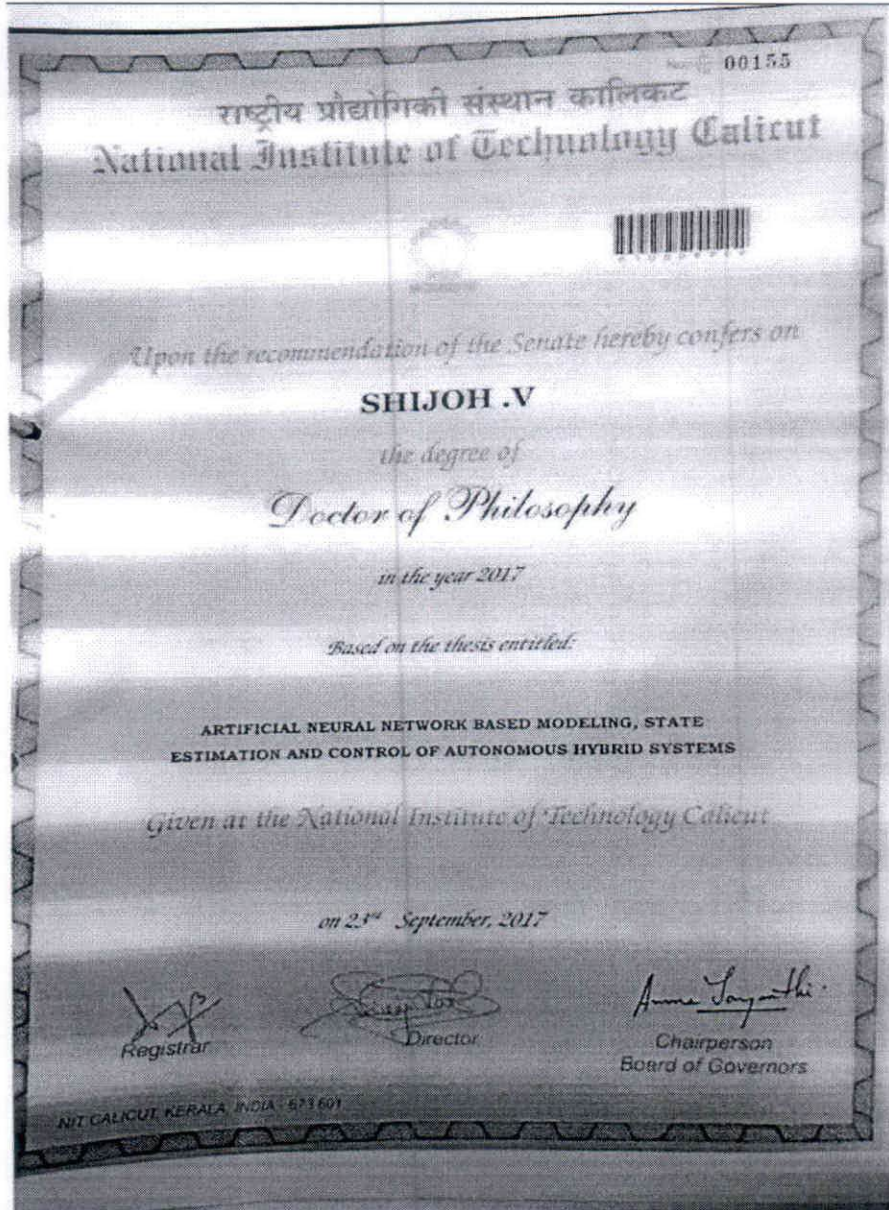 00155
राष्ट्रीय प्रौद्योगिकी संस्थान कालिकट
National Institute of Technology Calicut
Upon the recommendation of the Senate hereby confers on
SHIJOH .V
the degree of
Doctor of Philosophy
in the year 2017
Based on the thesis entitled:
ARTIFICIAL NEURAL NETWORK BASED MODELING, STATE
ESTIMATION AND CONTROL OF AUTONOMOUS HYBRID SYSTEMS
Given at the National Institute of Technology Calicut
on 23rd September, 2017
Registrar
Director
Chairperson
Board of Governors
NIT CALICUT, KERALA, INDIA - 673 601